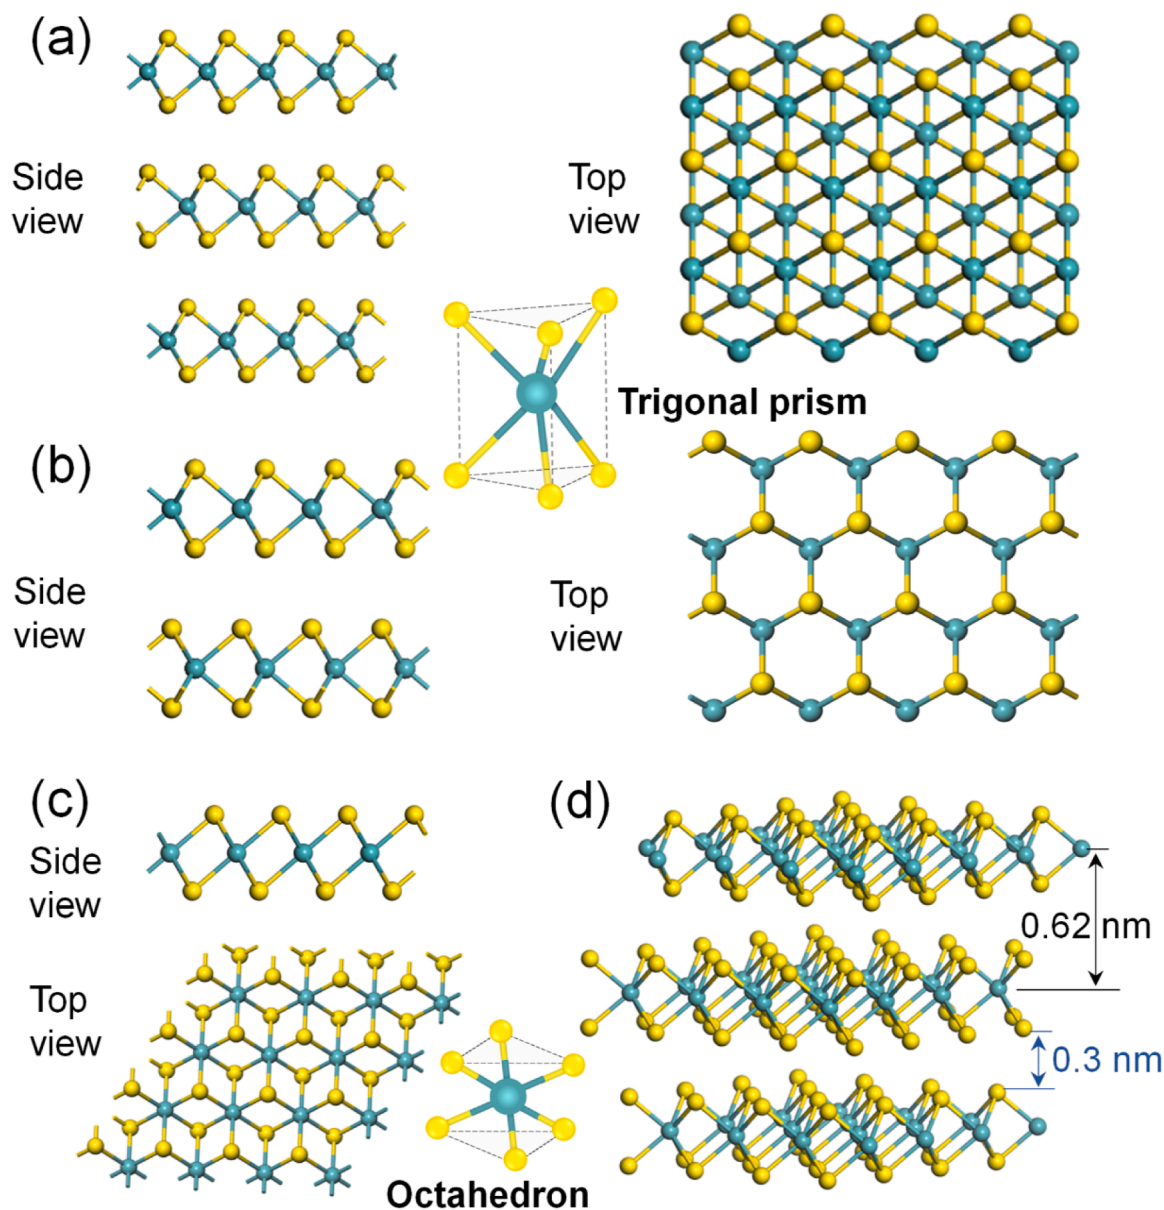 (a)
Side
view
Top
view
Trigonal prism
(b)
Side
view
Top
view
(c)
Side
view
Top
view
Octahedron
(d)
0.62 nm
0.3 nm